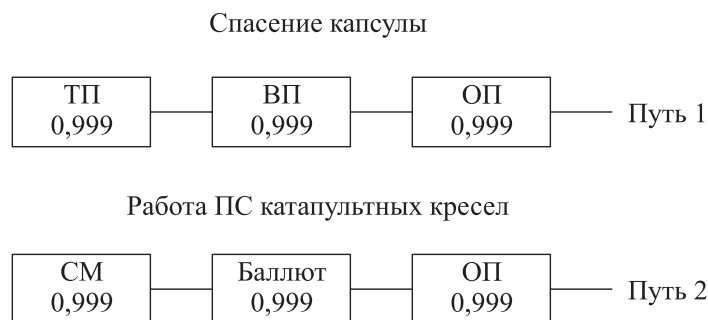 Спасение капсулы
ТП ВП ОП
0,999 0,999 0,999 Путь 1
Работа ПС катапультных кресел
СМ Баллют ОП
0,999 0,999 0,999 Путь 2